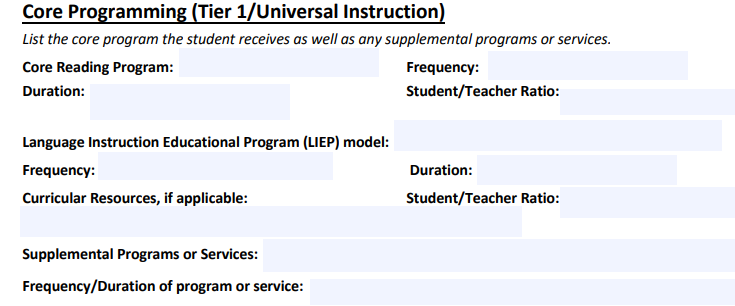 Core Programming (Tier 1/Universal Instruction)
List the core program the student receives as well as any supplemental programs or services.
Core Reading Program: Frequency:
Duration: Student/Teacher Ratio:
Language Instruction Educational Program (LIEP) model:
Frequency: Duration:
Curricular Resources, if applicable: Student/Teacher Ratio:
Supplemental Programs or Services:
Frequency/Duration of program or service: